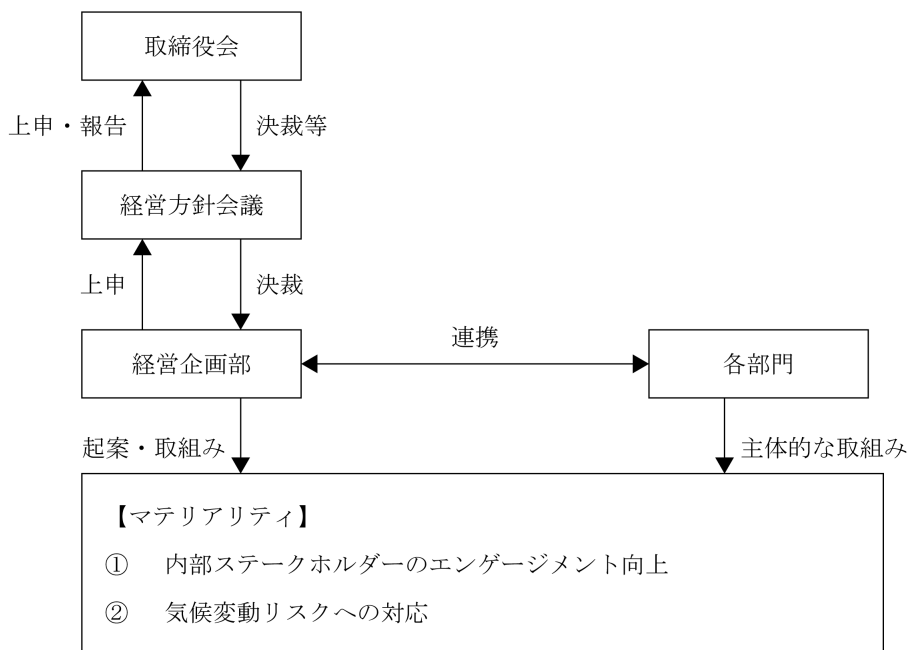 取締役会
上申・報告
決裁等
経営方針会議
上申
決裁
連携
経営企画部
各部門
起案・取組み
主体的な取組み
【マテリアリティ】
① 内部ステークホルダーのエンゲージメント向上
② 気候変動リスクへの対応